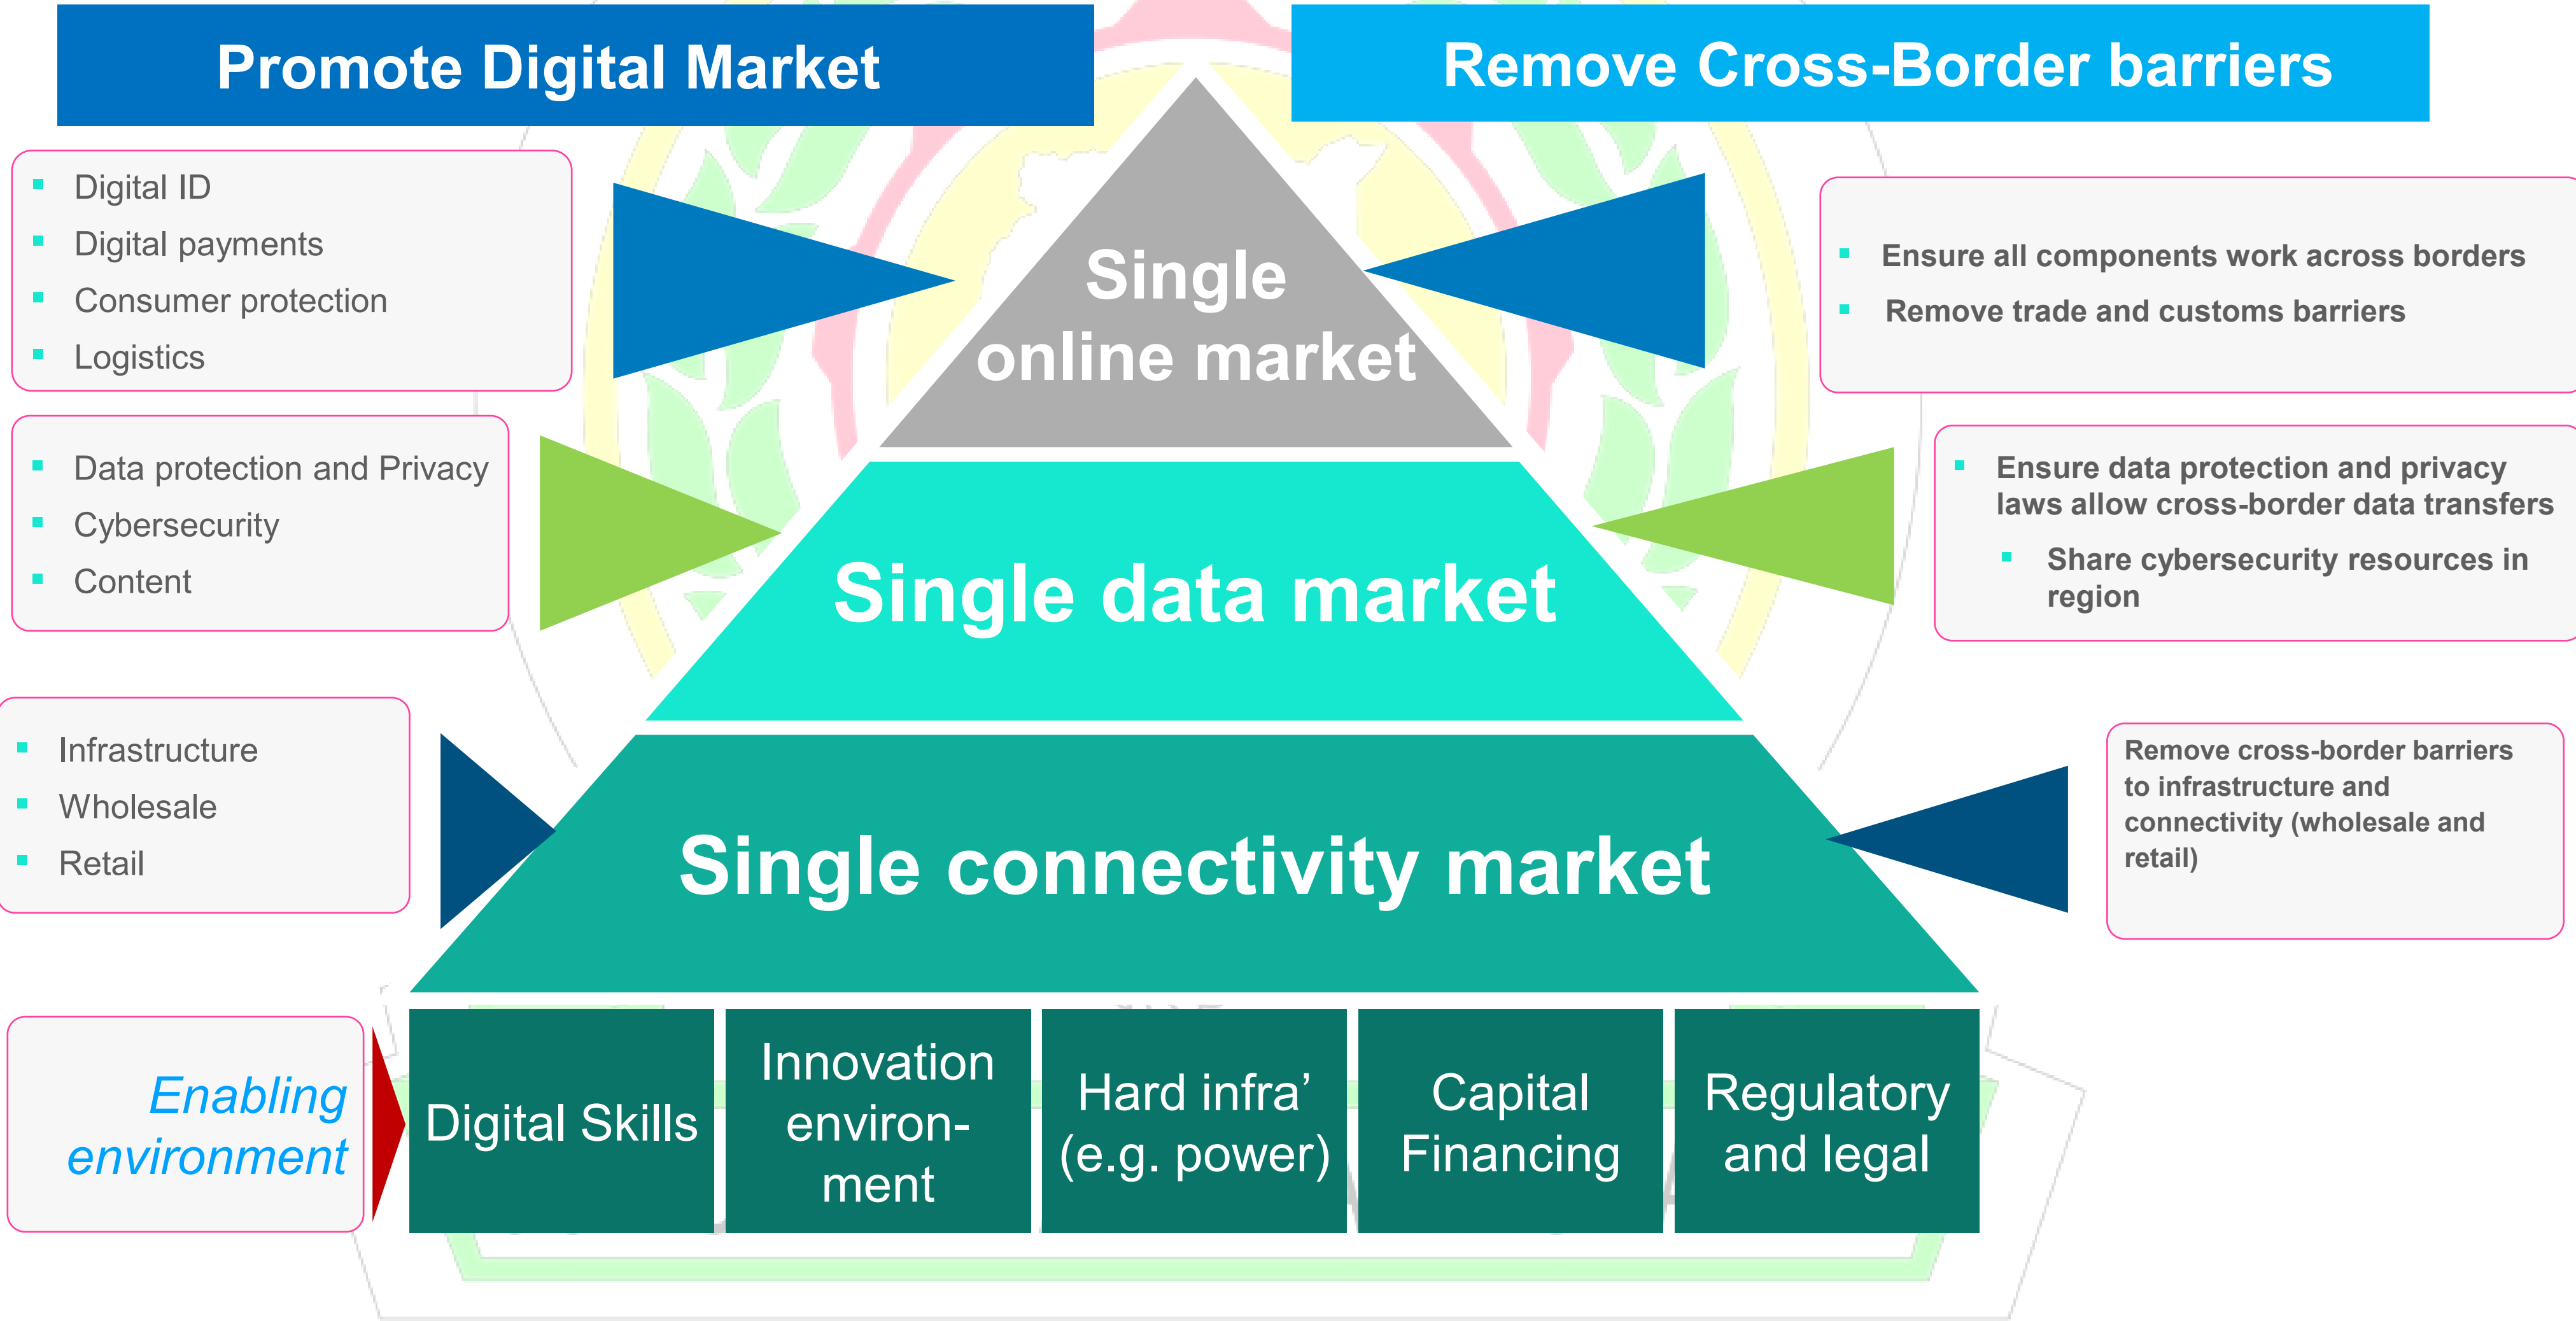 Promote Digital Market
Remove Cross-Border barriers
Digital ID
Digital payments
Consumer protection
Logistics
Single
online market
Ensure all components work across borders
Remove trade and customs barriers
Data protection and Privacy
Cybersecurity
Content
Single data market
Ensure data protection and privacy
laws allow cross-border data transfers
Share cybersecurity resources in
region
Infrastructure
Wholesale
Retail
Single connectivity market
Remove cross-border barriers
to infrastructure and
connectivity (wholesale and
retail)
Enabling
environment
Digital Skills
Innovation
environ-
ment
Hard infra’
(e.g. power)
Capital
Financing
Regulatory
and legal